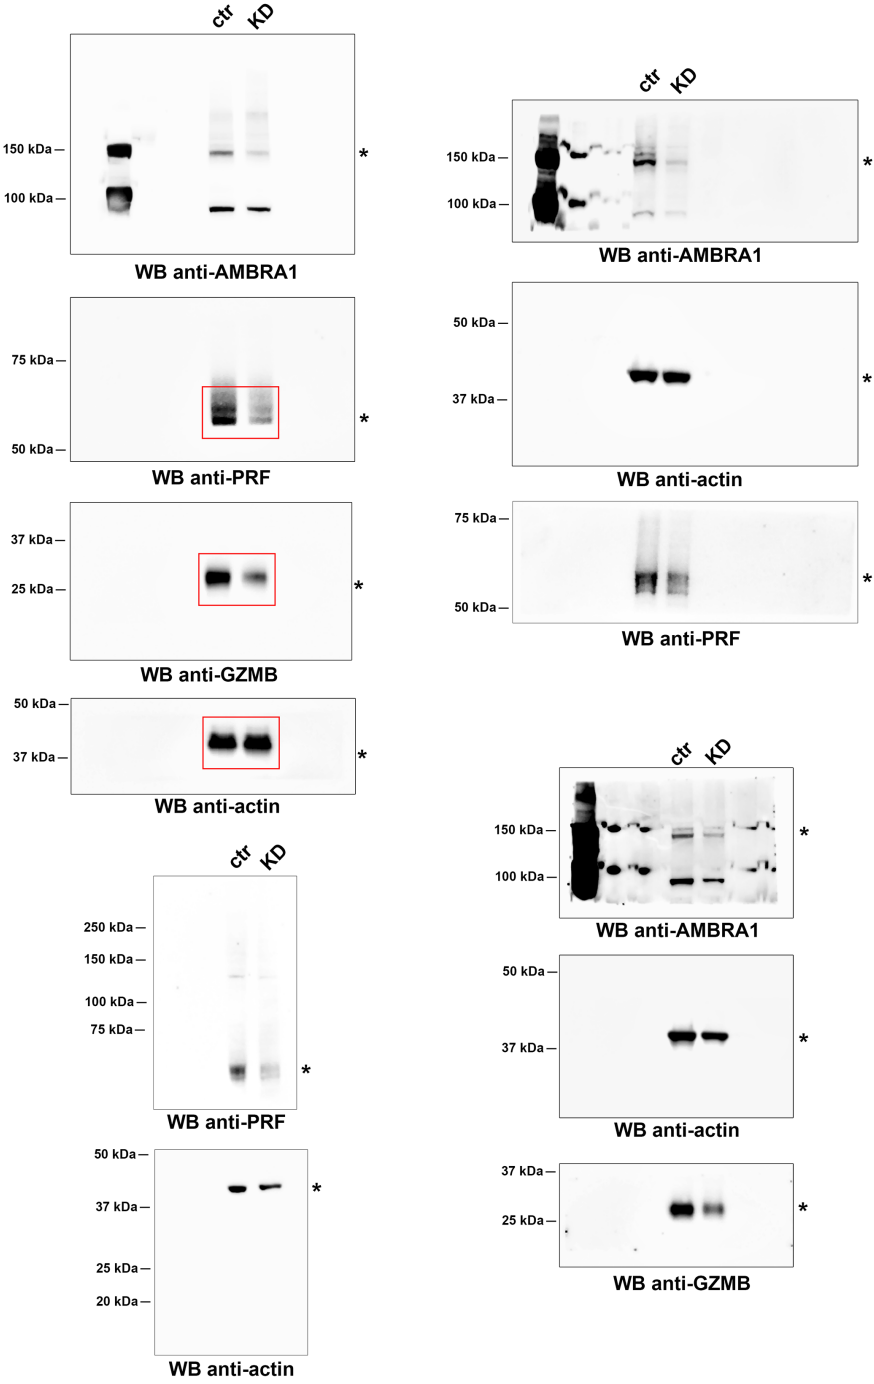 ctr KD
150 kDa
100 kDa
*
WB anti-AMBRA1
75 kDa
50 kDa
*
WB anti-PRF
37 kDa
25 kDa
*
WB anti-GZMB
50 kDa
37 kDa
*
WB anti-actin
ctr KD
250 kDa
150 kDa
100 kDa
75 kDa
*
WB anti-PRF
50 kDa
*
37 kDa
25 kDa
20 kDa
WB anti-actin
ctr KD
150 kDa
*
100 kDa
WB anti-AMBRA1
50 kDa
*
37 kDa
WB anti-actin
75 kDa
*
50 kDa
WB anti-PRF
ctr KD
150 kDa
*
100 kDa
WB anti-AMBRA1
50 kDa
*
37 kDa
WB anti-actin
37 kDa
*
25 kDa
WB anti-GZMB